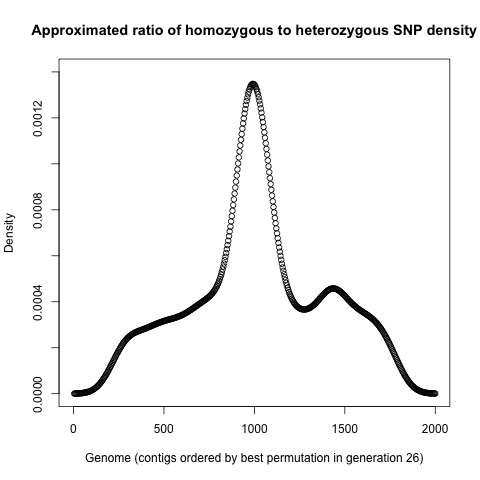 Approximated ratio of homozygous to heterozygous SNP density
0.0012
0.0008
0.0004
0.0000
Density
0 500 1000 1500 2000
Genome (contigs ordered by best permutation in generation 26)